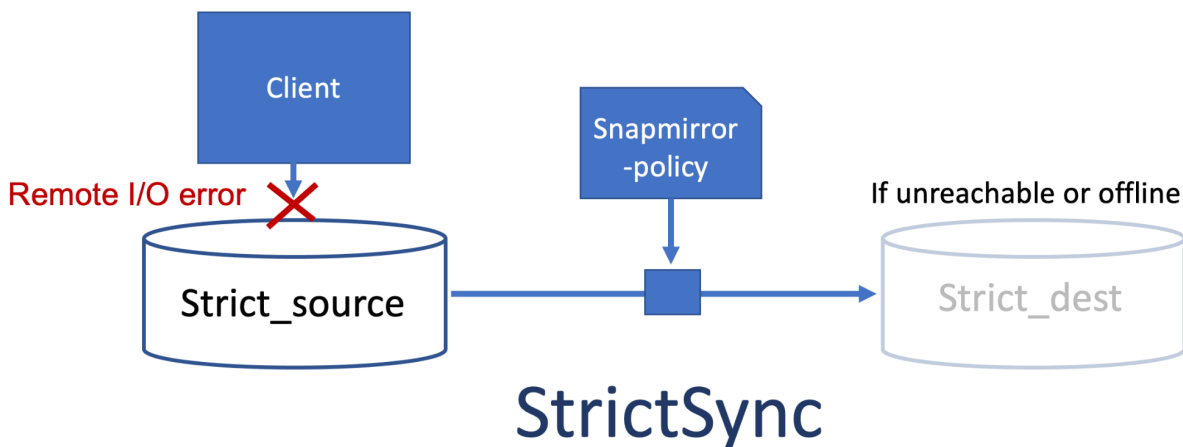 Client
Snapmirror
-policy
Remote I/O error
If unreachable or offline
Strict_source
Strict_dest
StrictSync